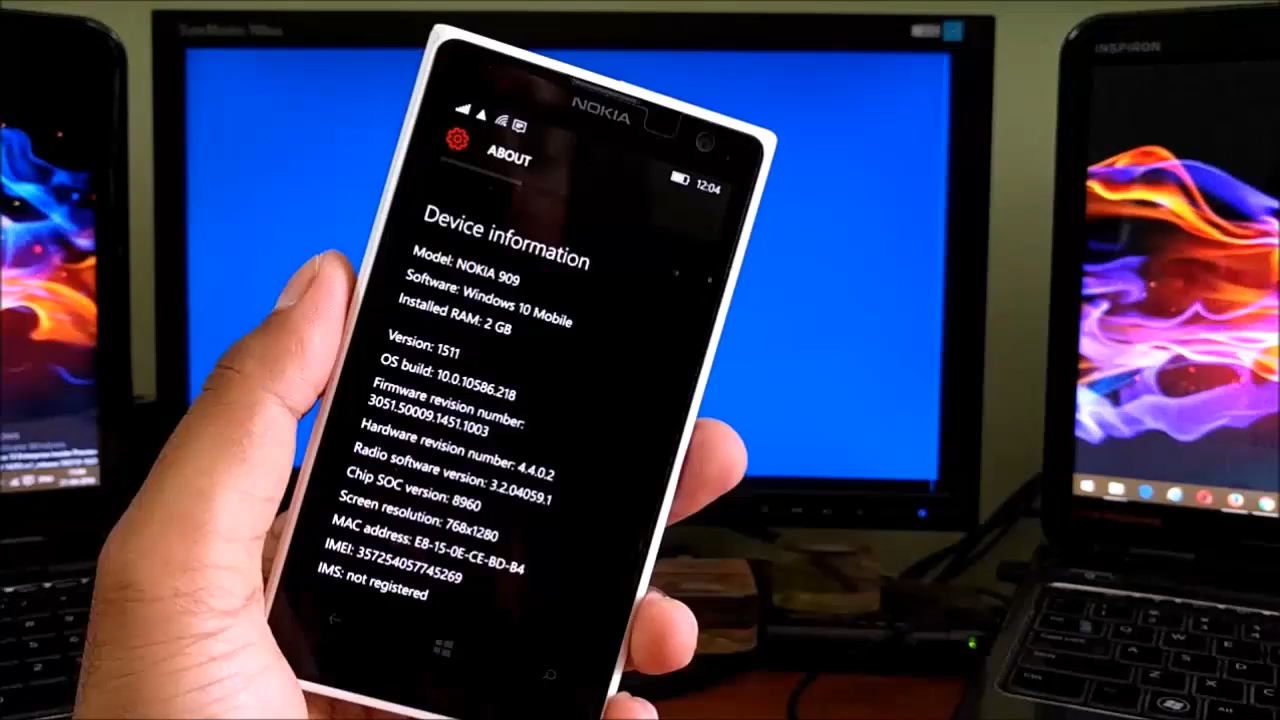 INSPIRON
NOKIA
12:04
ABOUT
Device information
Model: NOKIA 909
Software: Windows 10 Mobile
Installed RAM: 2 GB
Version: 1511
OS build: 10.0.10586.218
Firmware revision number:
3051.50009.1451.1003
Hardware revision number: 4.4.0.2
Radio software version: 3.2.04059.1
Chip SOC version: 8960
Screen resolution: 768x1280
MAC address: E8-15-0E-CE-BD-B4
IMEI: 357254057745269
IMS: not registered